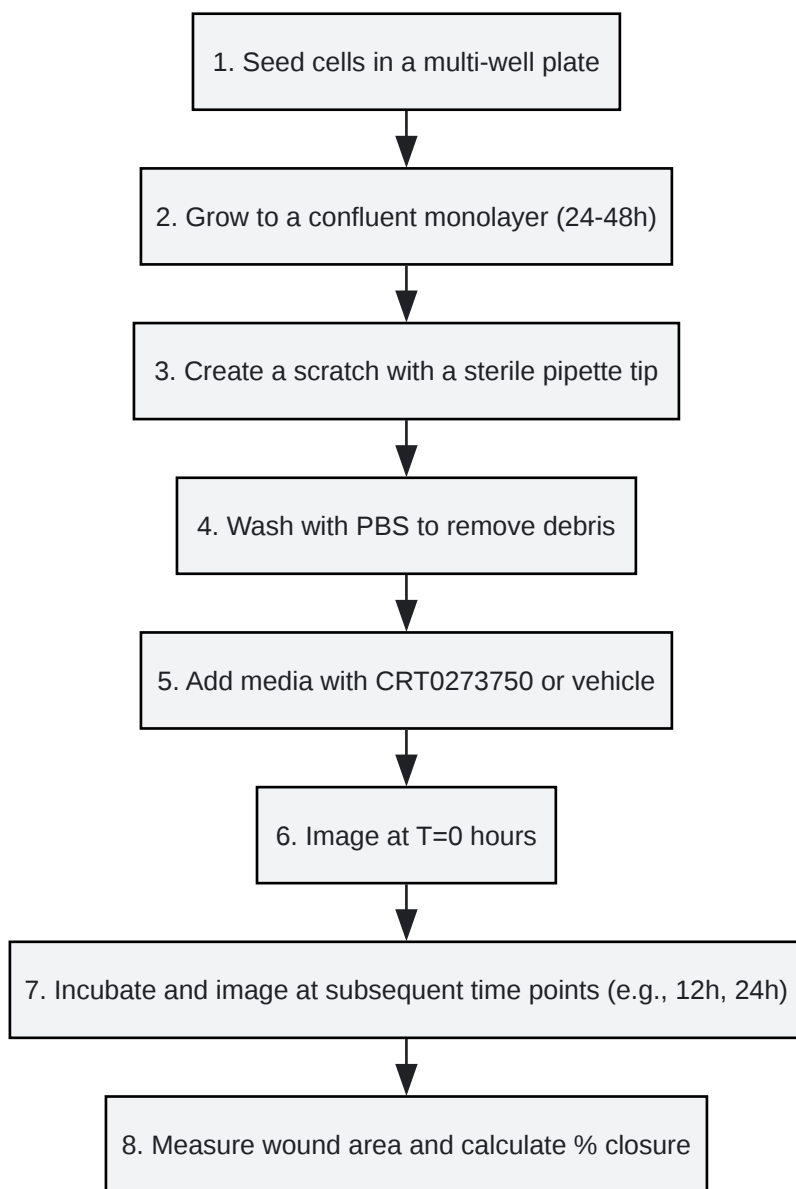 1. Seed cells in a multi-well plate
2. Grow to a confluent monolayer (24-48h)
3. Create a scratch with a sterile pipette tip
4. Wash with PBS to remove debris
5. Add media with CRT0273750 or vehicle
6. Image at T=0 hours
7. Incubate and image at subsequent time points (e.g., 12h, 24h)
8. Measure wound area and calculate % closure